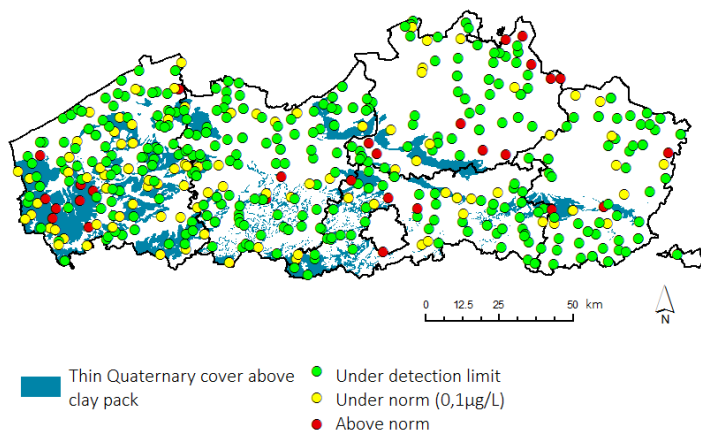 0 12.5 25 50 km
N
Thin Quaternary cover above
clay pack
Under detection limit
Under norm (0,1µg/L)
Above norm